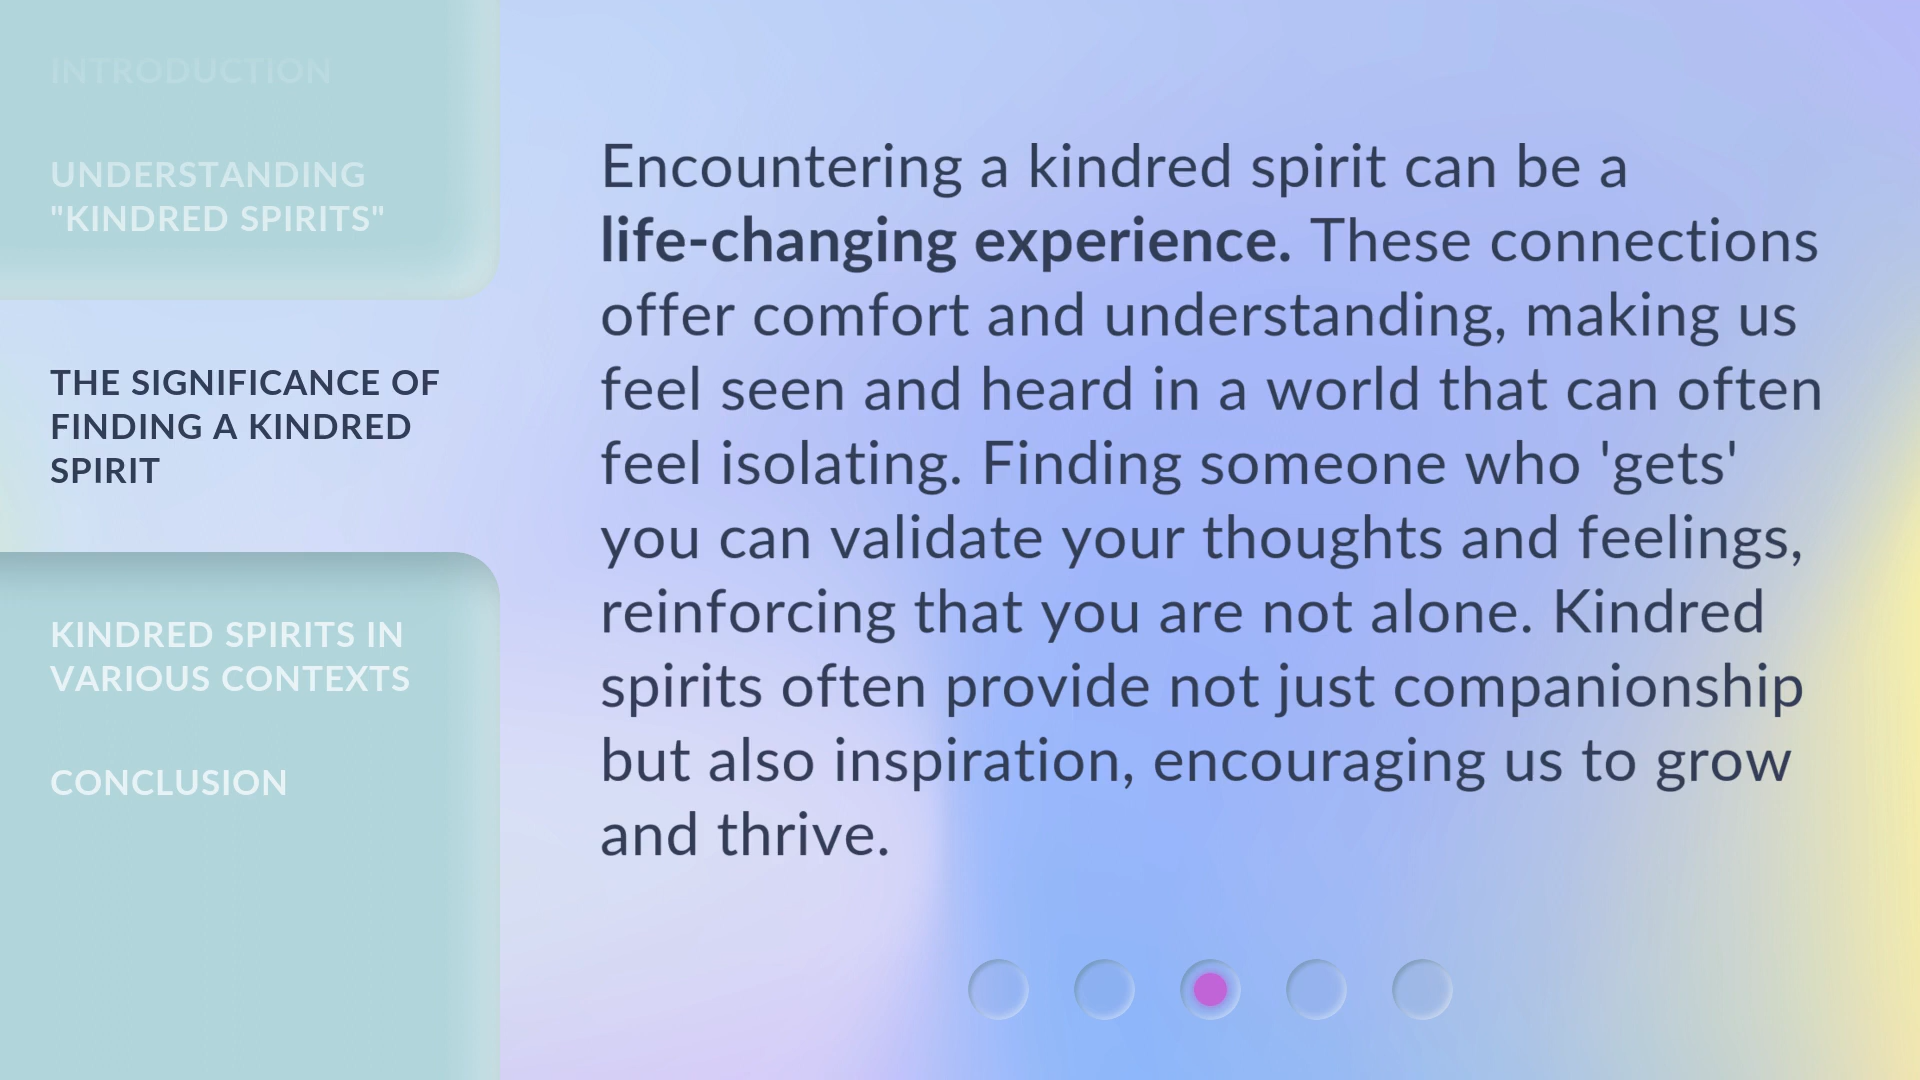 INTRODUCTION
UNDERSTANDING
"KINDRED SPIRITS"
THE SIGNIFICANCE OF
FINDING A KINDRED
SPIRIT
KINDRED SPIRITS IN
VARIOUS CONTEXTS
CONCLUSION
Encountering a kindred spirit can be a
life-changing experience. These connections
offer comfort and understanding, making us
feel seen and heard in a world that can often
feel isolating. Finding someone who 'gets'
you can validate your thoughts and feelings,
reinforcing that you are not alone. Kindred
spirits often provide not just companionship
but also inspiration, encouraging us to grow
and thrive.